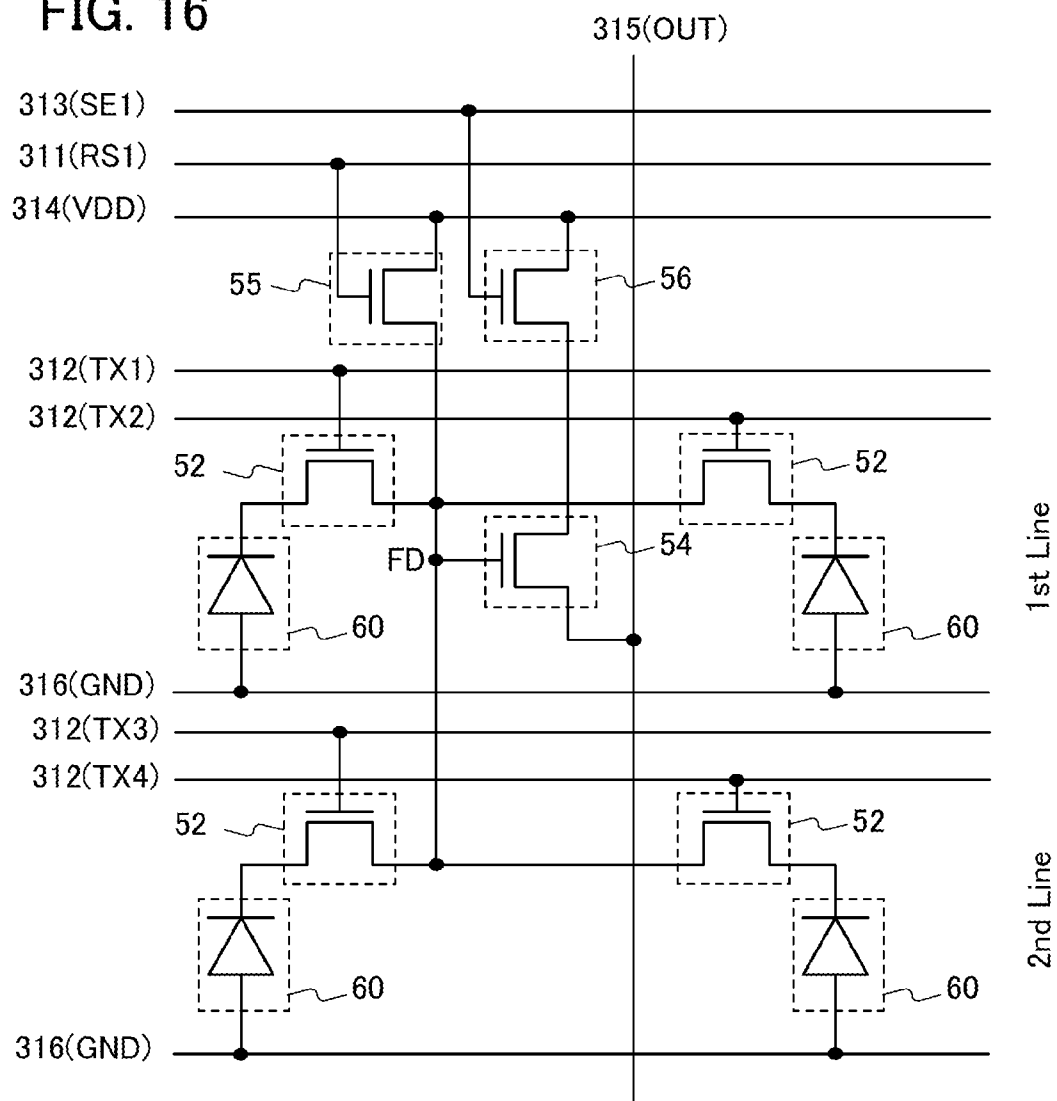 FIG. 16
315(OUT)
313(SE1)
311(RS1)
314(VDD)
55
56
312(TX1)
312(TX2)
52
52
FD
54
60
60
1st Line
316(GND)
312(TX3)
312(TX4)
52
52
60
60
2nd Line
316(GND)